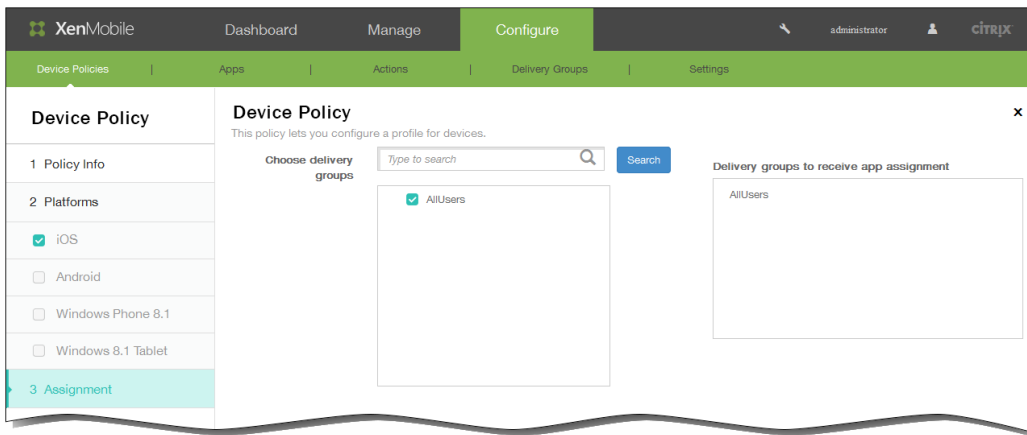 XenMobile Dashboard Manage Configure administrator CİTRIX
Device Policies | Apps | Actions | Delivery Groups | Settings
Device Policy
1 Policy Info
2 Platforms
iOS
Android
Windows Phone 8.1
Windows 8.1 Tablet
3 Assignment
Device Policy
This policy lets you configure a profile for devices.
Choose delivery
groups
Type to search
Search
AllUsers
Delivery groups to receive app assignment
AllUsers